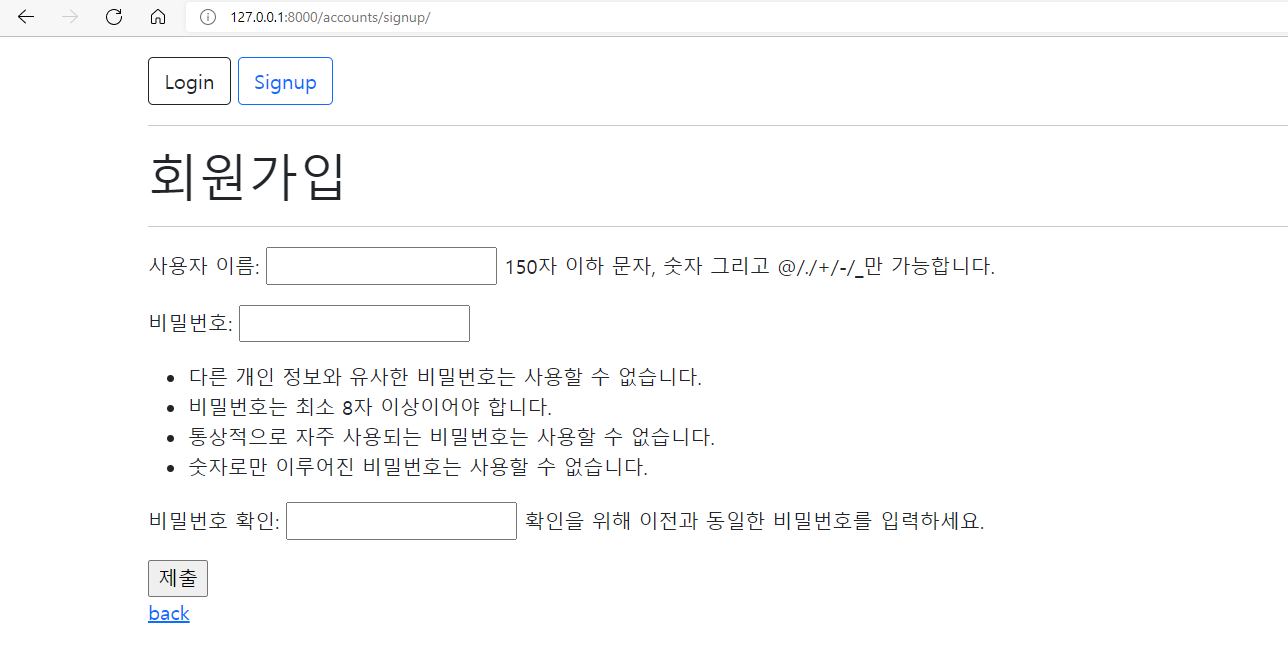 127.0.0.1:8000/accounts/signup/
Login Signup
회원가입
사용자 이름: 150자 이하 문자, 숫자 그리고 @/./+/-/_만 가능합니다.
비밀번호:
• 다른 개인 정보와 유사한 비밀번호는 사용할 수 없습니다.
• 비밀번호는 최소 8자 이상이어야 합니다.
• 통상적으로 자주 사용되는 비밀번호는 사용할 수 없습니다.
• 숫자로만 이루어진 비밀번호는 사용할 수 없습니다.
비밀번호 확인: 확인을 위해 이전과 동일한 비밀번호를 입력하세요.
제출
back